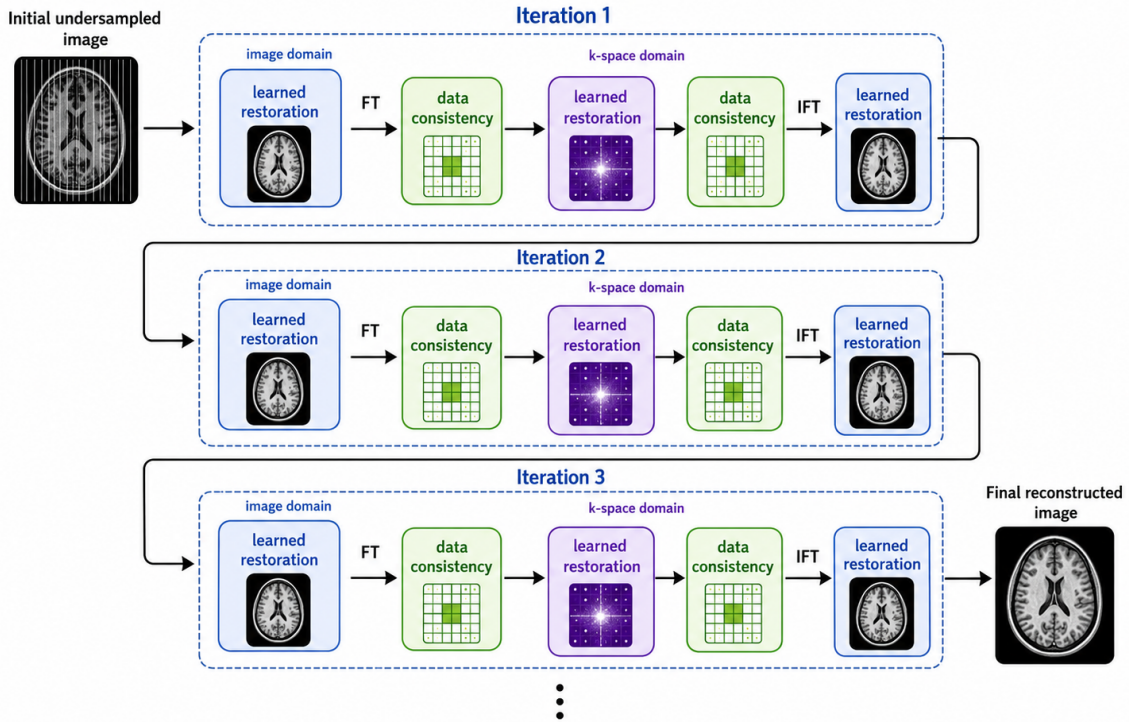 Initial undersampled
image
Iteration 1
image domain
k-space domain
learned
restoration
FT
data
consistency
learned
restoration
data
consistency
IFT
learned
restoration
Iteration 2
image domain
k-space domain
learned
restoration
FT
data
consistency
learned
restoration
data
consistency
IFT
learned
restoration
Iteration 3
image domain
k-space domain
learned
restoration
FT
data
consistency
learned
restoration
data
consistency
IFT
learned
restoration
Final reconstructed
image